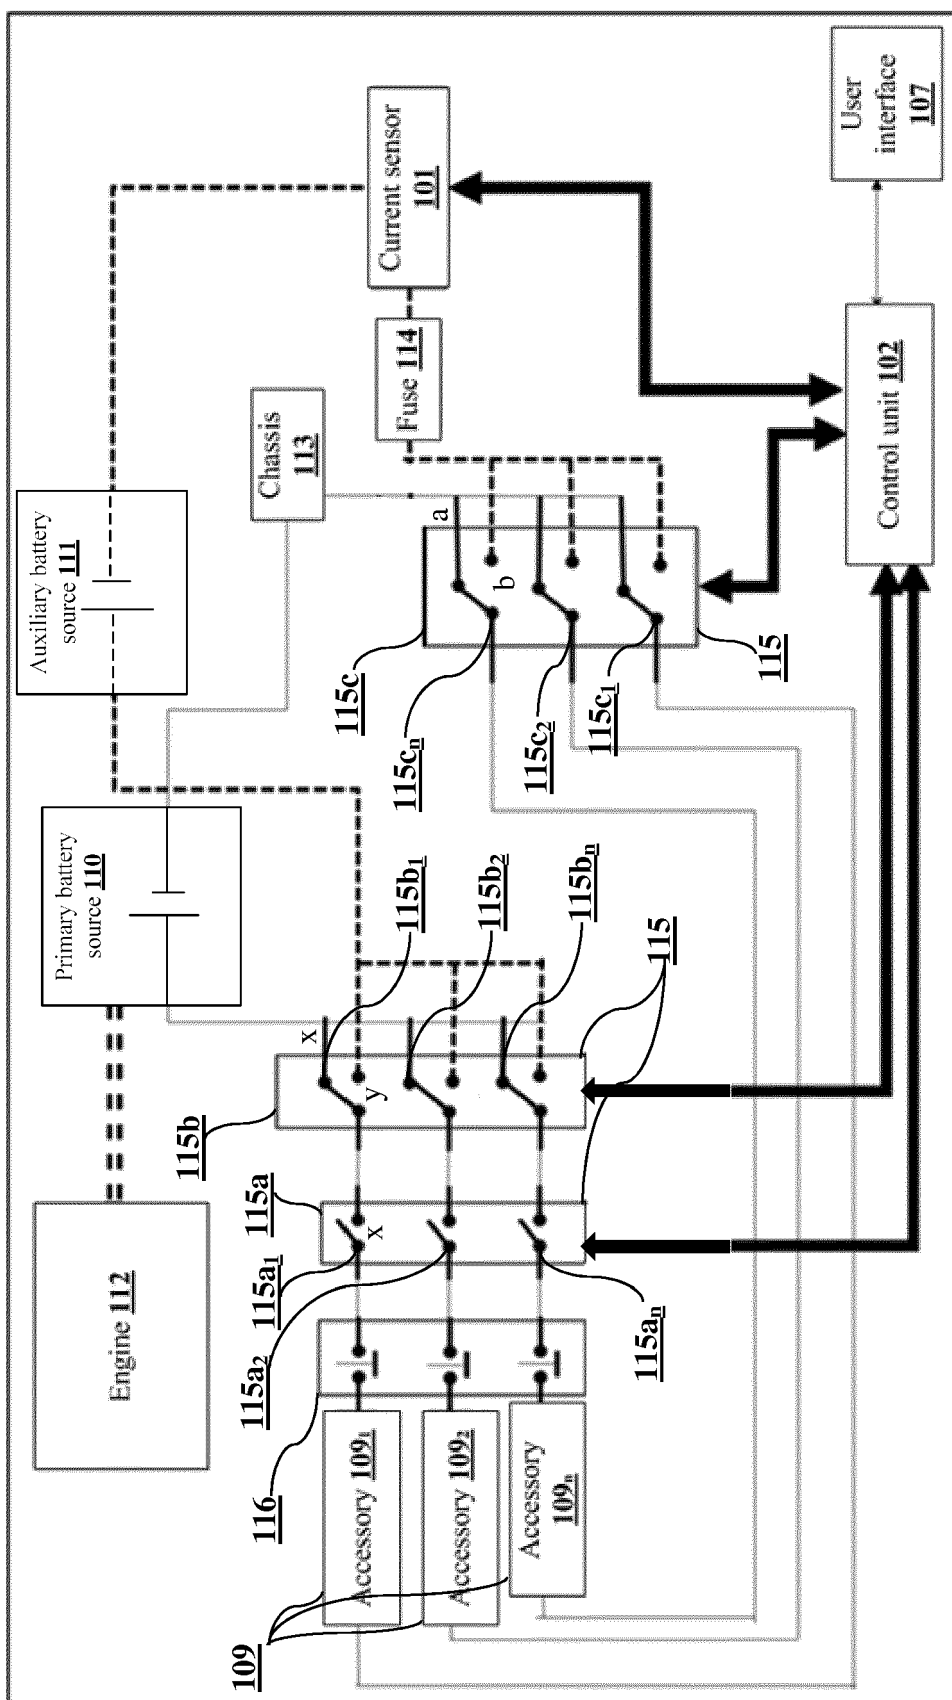 Engine 112
Primary battery
source 110
Auxiliary battery
source 111
Chassis
113
Fuse 114
Current sensor
101
User
interface
107
Control unit 102
115b
x
y
115b1
115b2
115bn
115
115a
x
115a1
115a2
115an
116
109
Accessory 1091
Accessory 1092
Accessory
109n
115c
a
b
115cn
115c2
115c1
115